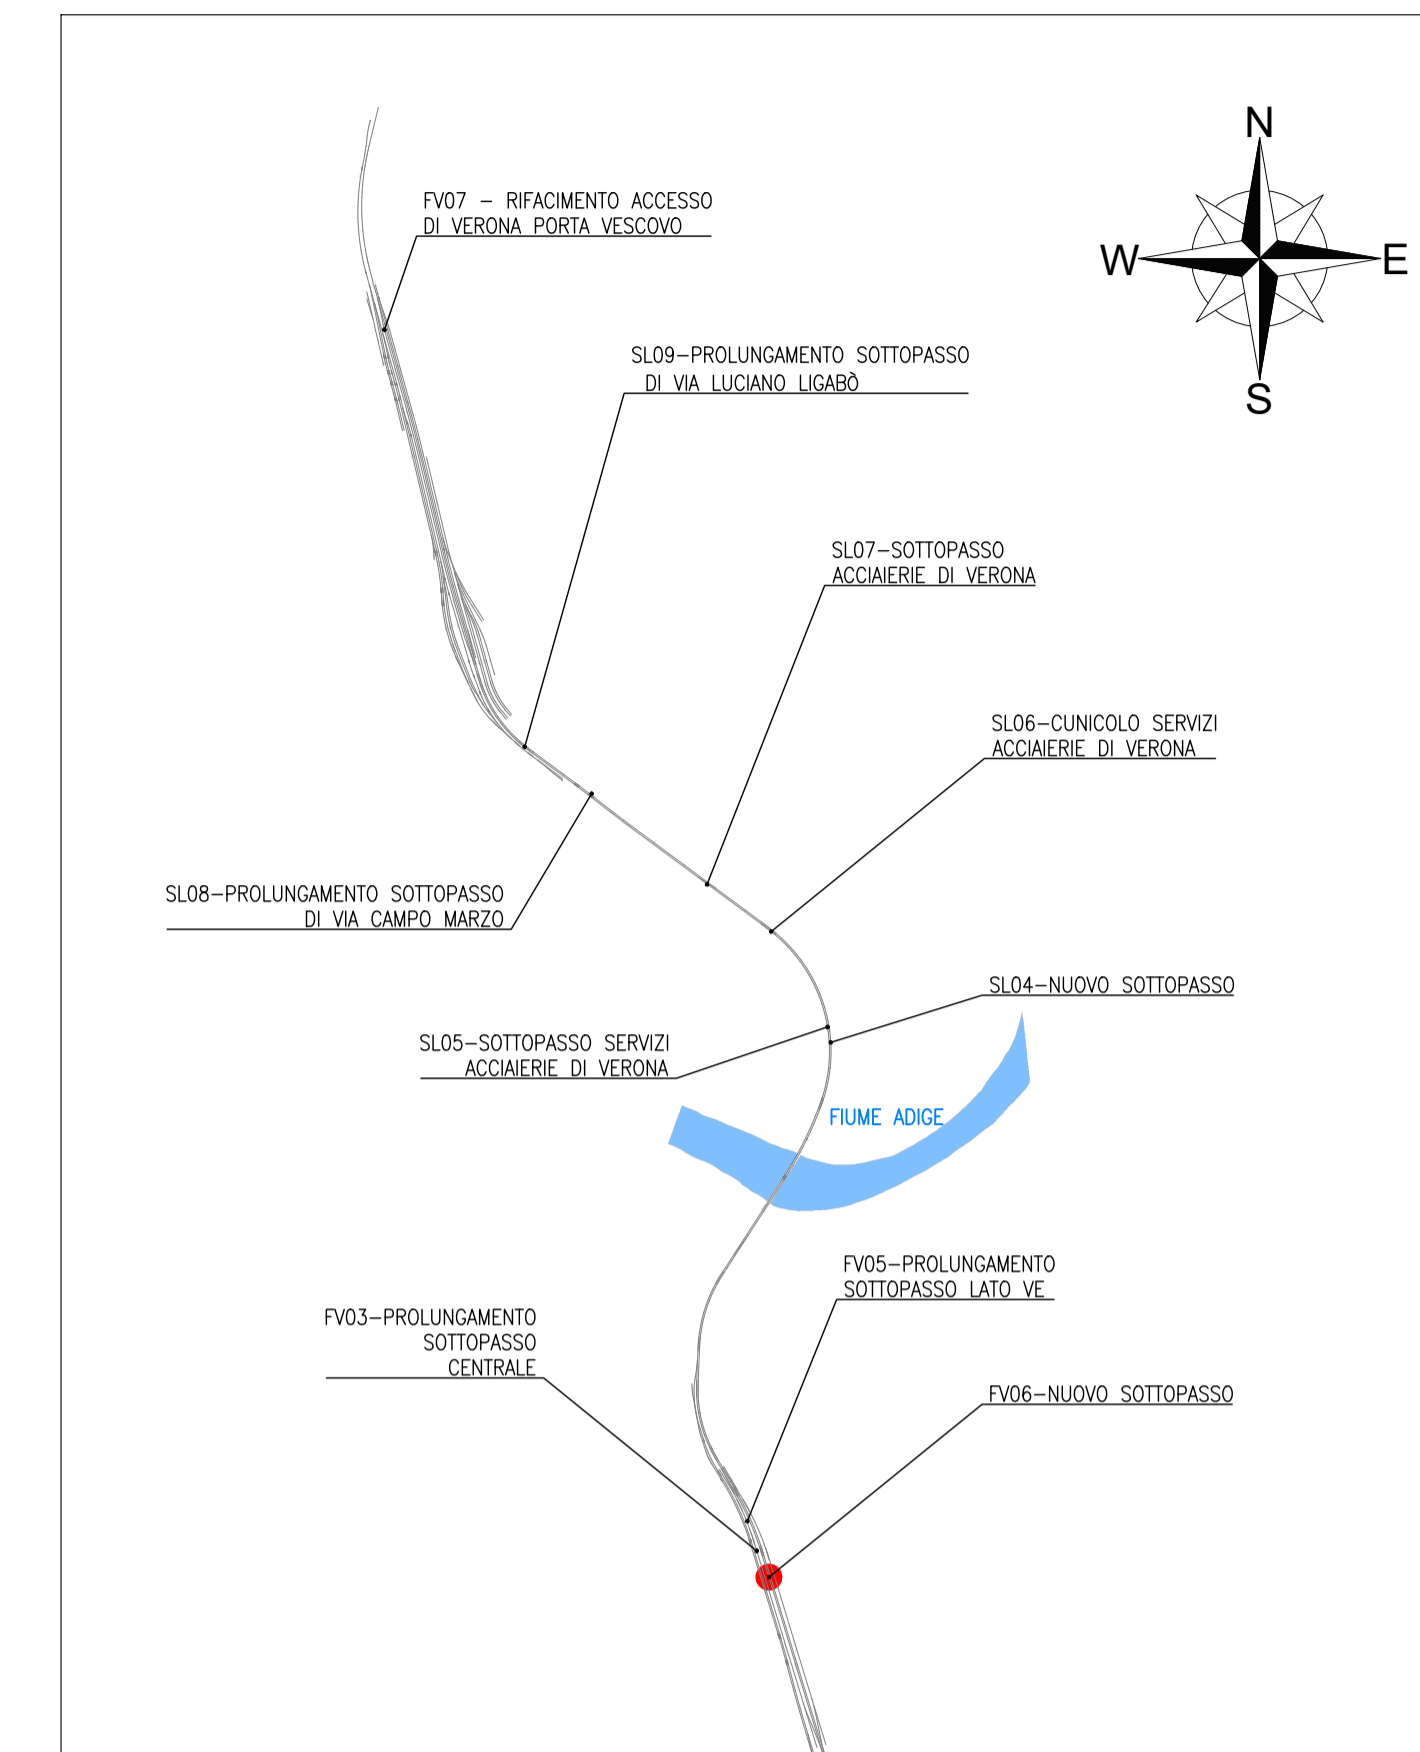 N
FV07 – RIFACIMENTO ACCESSO
DI VERONA PORTA VESCOVO
W
E
SL09–PROLUNGAMENTO SOTTOPASSO
DI VIA LUCIANO LIGABÒ
S
SL07–SOTTOPASSO
ACCIAIERIE DI VERONA
SL06–CUNICOLO SERVIZI
ACCIAIERIE DI VERONA
SL08–PROLUNGAMENTO SOTTOPASSO
DI VIA CAMPO MARZO
SL04–NUOVO SOTTOPASSO
SL05–SOTTOPASSO SERVIZI
ACCIAIERIE DI VERONA
FIUME ADIGE
FV05–PROLUNGAMENTO
SOTTOPASSO LATO VE
FV03–PROLUNGAMENTO
SOTTOPASSO
CENTRALE
FV06–NUOVO SOTTOPASSO